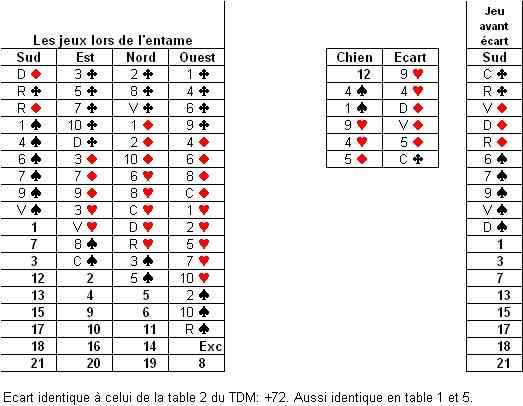 Jeu
avant
écart
Les jeux lors de l'entame
Sud Est Nord Ouest Chien Ecart Sud
D ♦ 3 ♣ 2 ♣ 1 ♣ 12 9 ♥ C ♣
R ♣ 5 ♣ 8 ♣ 4 ♣ 4 ♠ 4 ♥ R ♣
R ♦ 7 ♣ V ♣ 6 ♣ 1 ♠ D ♦ V ♦
1 ♠ 10 ♣ 1 ♦ 9 ♣ 9 ♥ V ♦ D ♦
4 ♠ D ♣ 2 ♦ 4 ♦ 4 ♥ 5 ♦ R ♦
6 ♠ 3 ♦ 10 ♦ 6 ♦ 5 ♦ C ♣ 6 ♠
7 ♠ 7 ♦ 6 ♥ 8 ♦ 7 ♠
9 ♠ 9 ♦ 8 ♥ C ♦ 9 ♠
V ♠ 3 ♥ C ♥ 1 ♥ V ♠
1 V ♥ D ♥ 2 ♥ D ♠
7 8 ♠ R ♥ 5 ♥ 1
3 C ♠ 3 ♠ 7 ♥ 3
12 2 5 ♠ 10 ♥ 7
13 4 5 2 ♠ 13
15 9 6 10 ♠ 15
17 10 11 R ♠ 17
18 16 14 Exc 18
21 20 19 8 21
Ecart identique à celui de la table 2 du TDM: +72. Aussi identique en table 1 et 5.